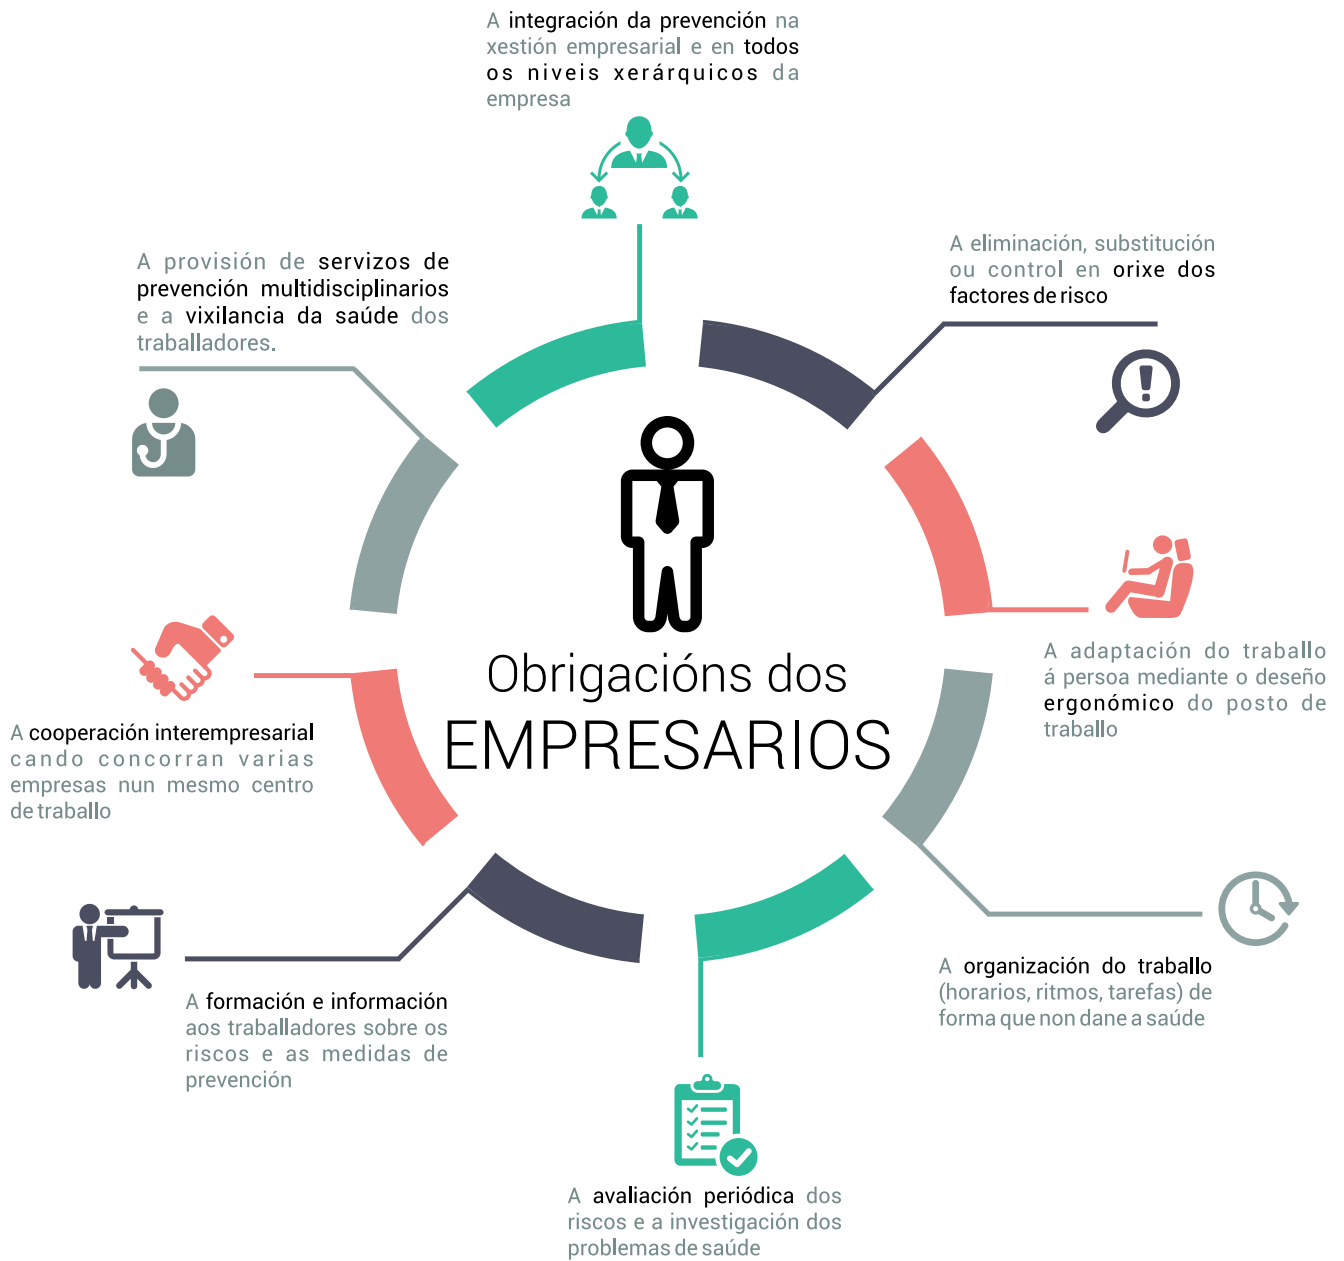 A integración da prevención na
xestión empresarial e en todos
os niveis xerárquicos da
empresa
A eliminación, substitución
ou control en orixe dos
factores de risco
A provisión de servizos de
prevención multidisciplinarios
e a vixilancia da saúde dos
traballadores.
Obrigacións dos
EMPRESARIOS
A adaptación do traballo
á persoa mediante o deseño
ergonómico do posto de
traballo
A cooperación interempresarial
cando concorran varias
empresas nun mesmo centro
de traballo
A organización do traballo
(horarios, ritmos, tarefas) de
forma que non dane a saúde
A formación e información
aos traballadores sobre os
riscos e as medidas de
prevención
A avaliación periódica dos
riscos e a investigación dos
problemas de saúde